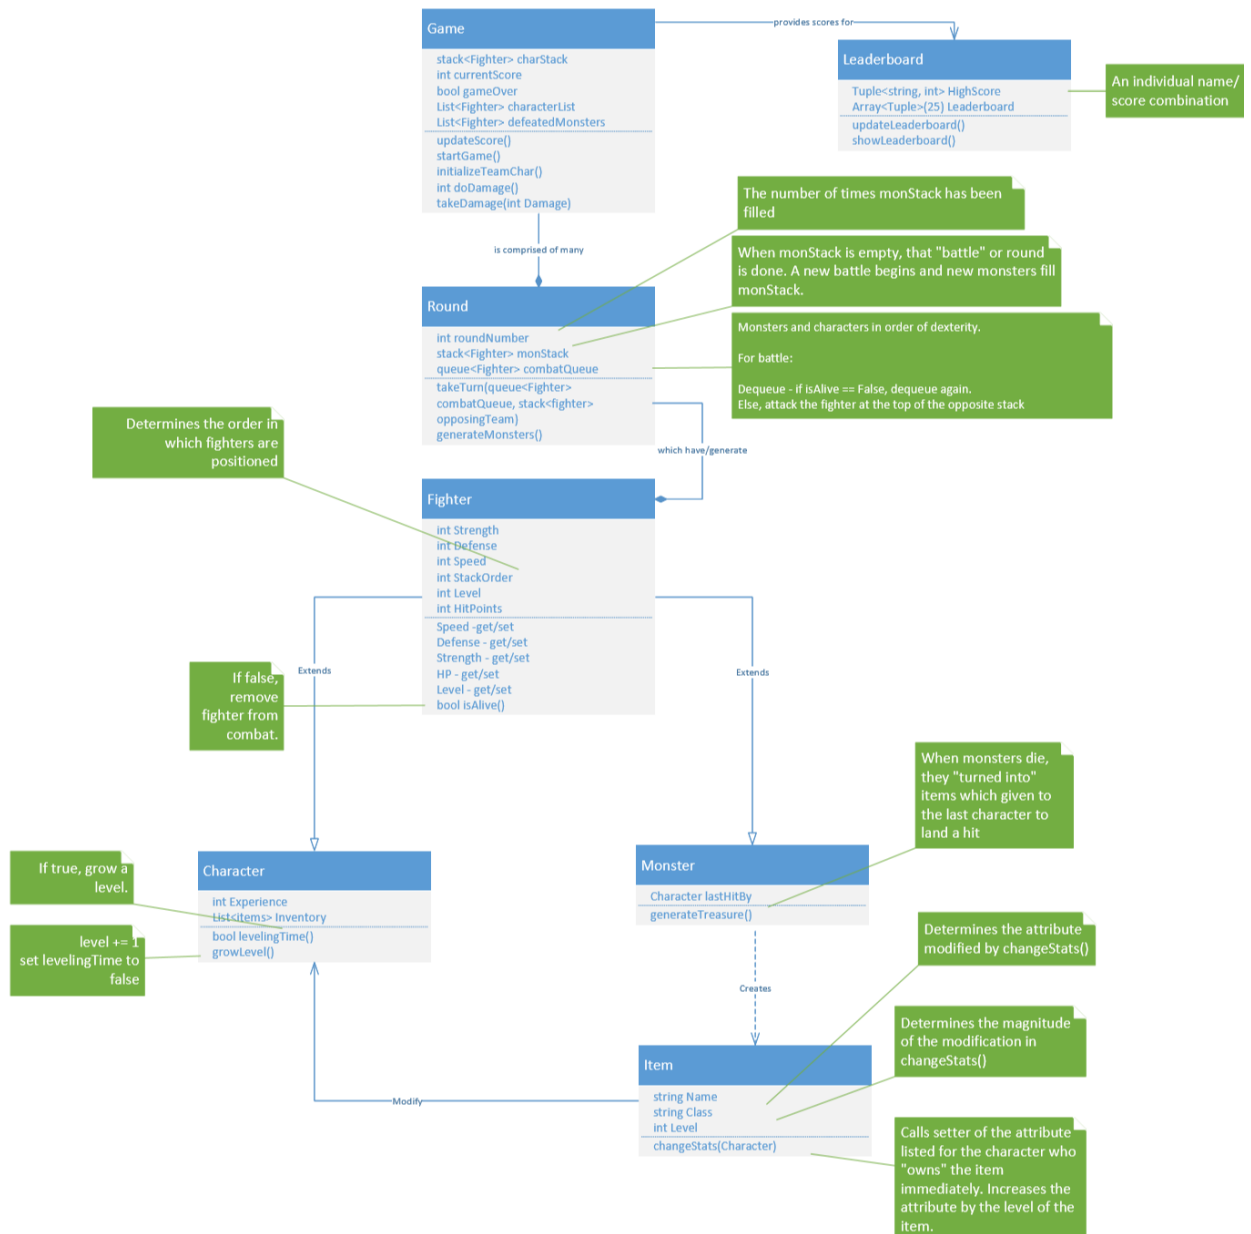 Game
stack<Fighter> charStack
int currentScore
bool gameOver
List<Fighter> characterList
List<Fighter> defeatedMonsters
updateScore()
startGame()
initializeTeamChar()
int doDamage()
takeDamage(int Damage)
provides scores for
Leaderboard
Tuple<string, int> HighScore
Array<Tuple>(25) Leaderboard
updateLeaderboard()
showLeaderboard()
An individual name/
score combination
is comprised of many
The number of times monStack has been
filled
When monStack is empty, that "battle" or round
is done. A new battle begins and new monsters fill
monStack.
Round
int roundNumber
stack<Fighter> monStack
queue<Fighter> combatQueue
takeTurn(queue<Fighter>
combatQueue, stack<fighter>
opposingTeam)
generateMonsters()
Monsters and characters in order of dexterity.
For battle:
Dequeue - if isAlive == False, dequeue again.
Else, attack the fighter at the top of the opposite stack
which have/generate
Determines the order in
which fighters are
positioned
Fighter
int Strength
int Defense
int Speed
int StackOrder
int Level
int HitPoints
Speed -get/set
Defense - get/set
Strength - get/set
HP - get/set
Level - get/set
bool isAlive()
Extends
Extends
If false,
remove
fighter from
combat.
When monsters die,
they "turned into"
items which given to
the last character to
land a hit
Character
int Experience
List<items> Inventory
bool levelingTime()
growLevel()
If true, grow a
level.
level += 1
set levelingTime to
false
Monster
Character lastHitBy
generateTreasure()
Creates
Determines the attribute
modified by changeStats()
Determines the magnitude
of the modification in
changeStats()
Item
string Name
string Class
int Level
changeStats(Character)
Modify
Calls setter of the attribute
listed for the character who
"owns" the item
immediately. Increases the
attribute by the level of the
item.